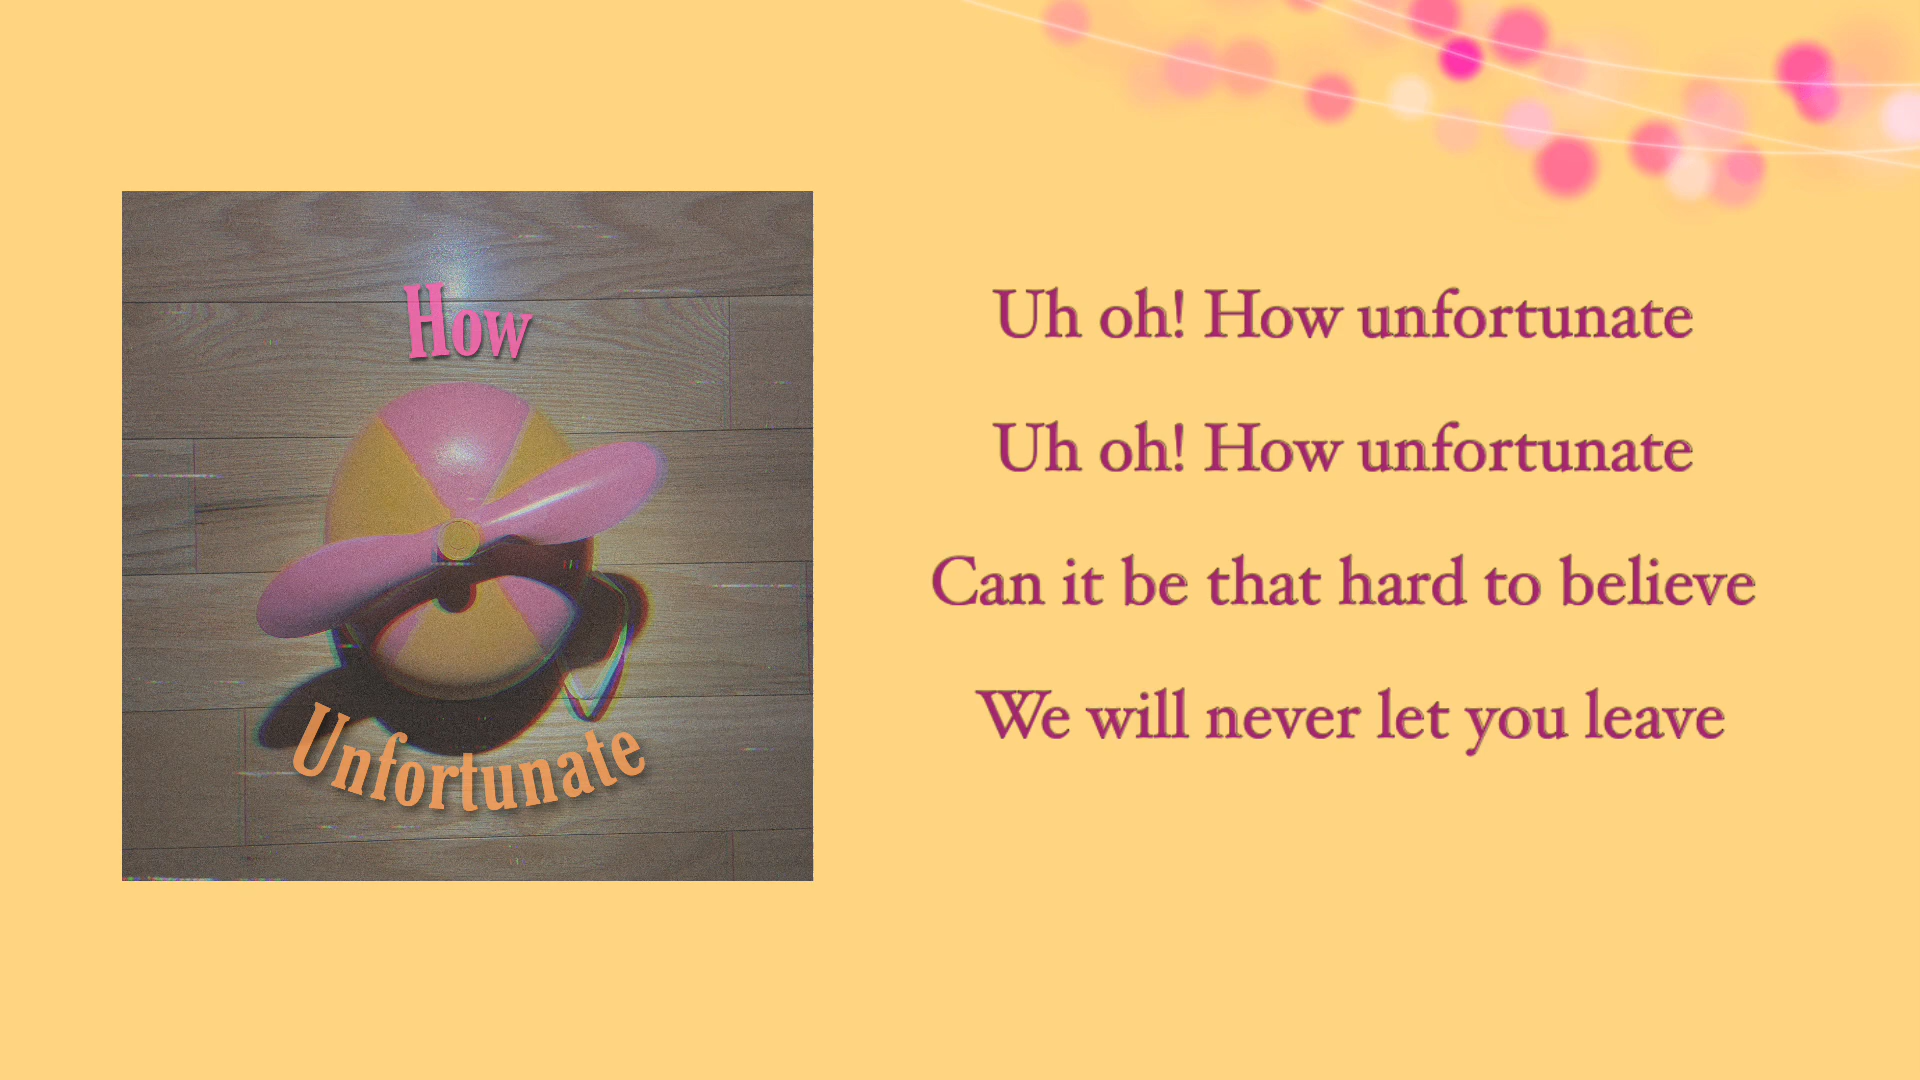 How
Unfortunate
Uh oh! How unfortunate
Uh oh! How unfortunate
Can it be that hard to believe
We will never let you leave